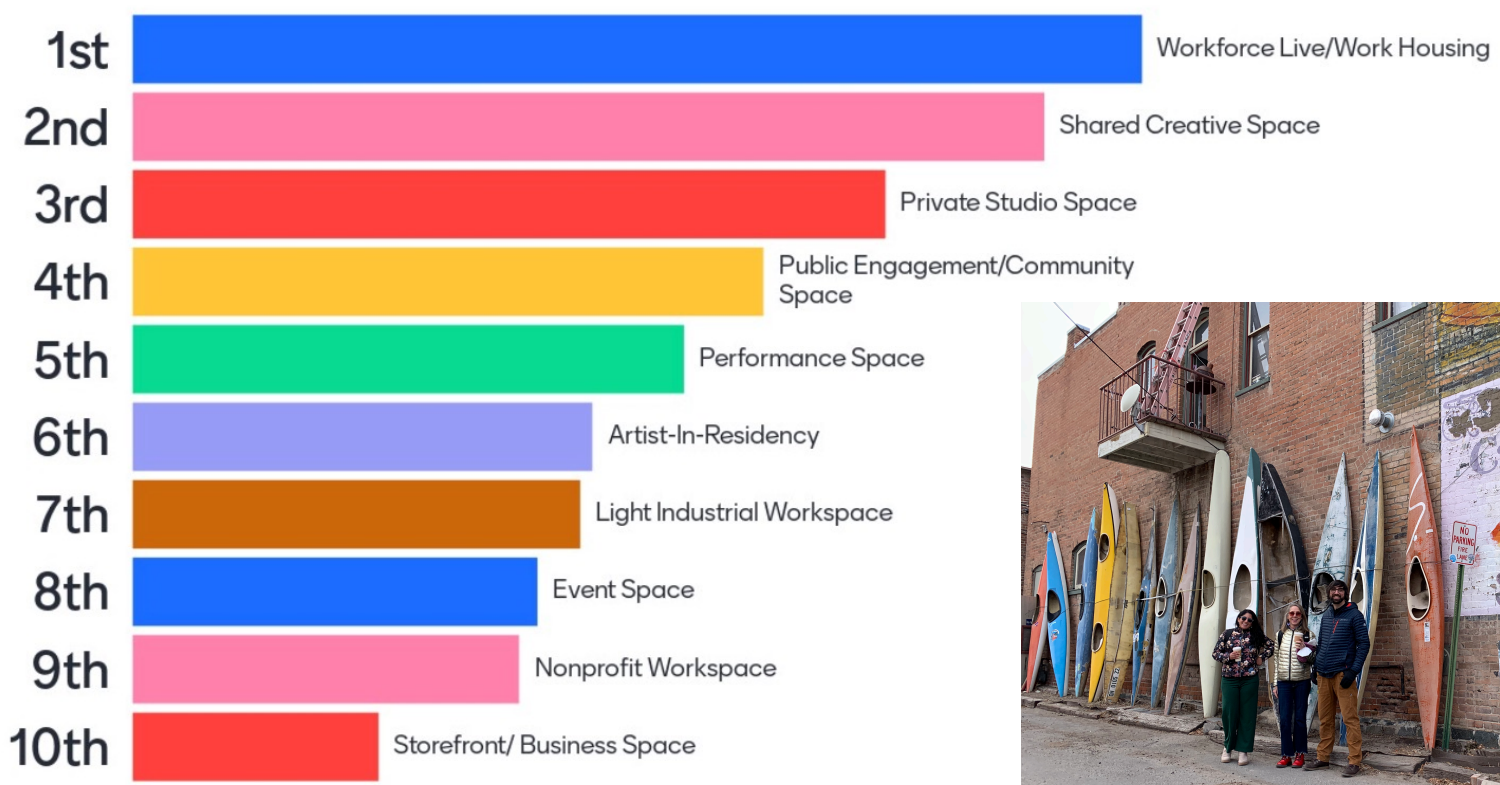 1st
Workforce Live/Work Housing
2nd
Shared Creative Space
3rd
Private Studio Space
4th
Public Engagement/Community
Space
5th
Performance Space
6th
Artist-In-Residency
7th
Light Industrial Workspace
8th
Event Space
9th
Nonprofit Workspace
10th
Storefront/ Business Space
NO
PARKING
FIRE
LANE